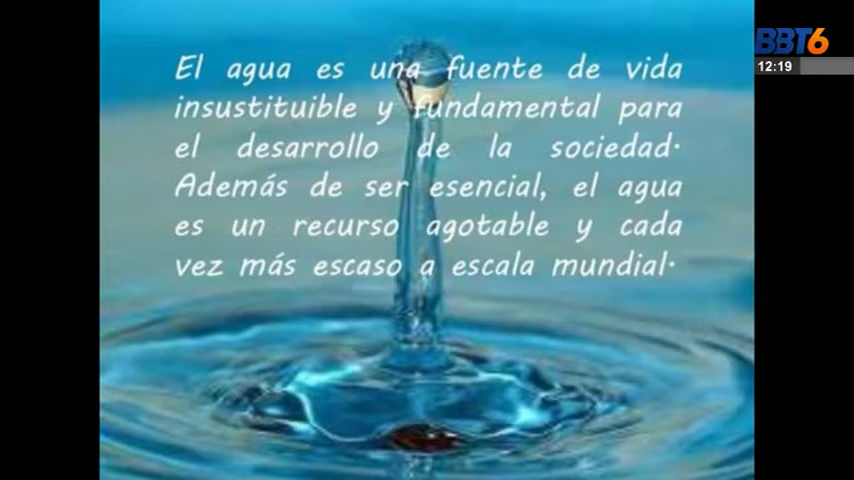 El agua es una fuente de vida
insustituible y fundamental para
el desarrollo de la sociedad.
Además de ser esencial, el agua
es un recurso agotable y cada
vez más escaso a escala mundial.
BBT6
12:19